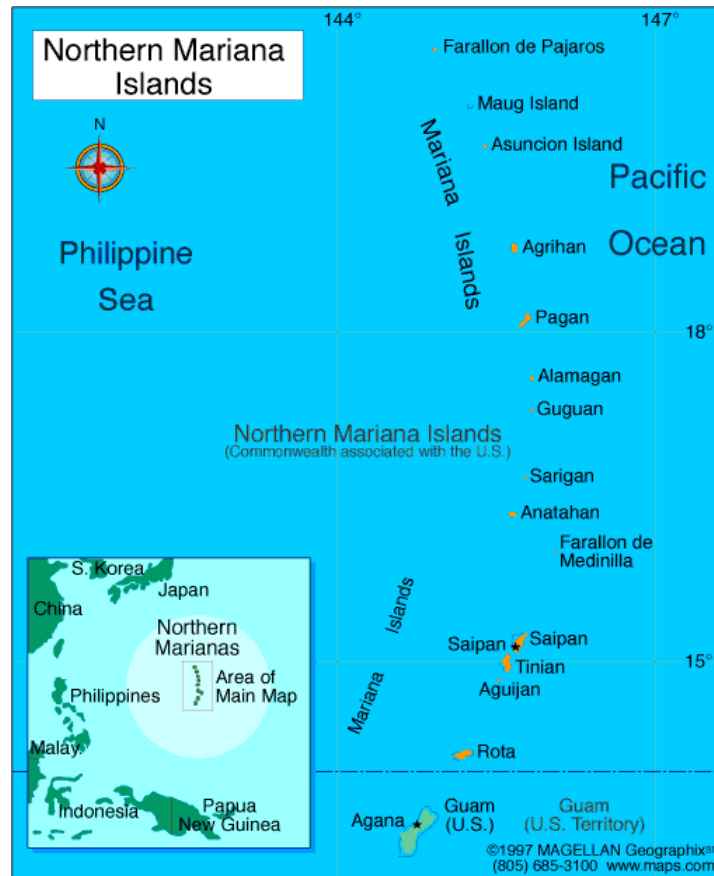 144°
147°
Northern Mariana
Islands
Farallon de Pajaros
Maug Island
Asuncion Island
N
Mariana
Islands
Pacific
Ocean
Philippine
Sea
Agrihan
Pagan
18°
Alamagan
Guguan
Northern Mariana Islands
(Commonwealth associated with the U.S.)
Sarigan
Anatahan
Farallon de
Medinilla
Mariana
Islands
Saipan
Saipan
15°
Tinian
Aguijan
Rota
S. Korea
Japan
China
Northern
Marianas
Area of
Main Map
Philippines
Malay.
Indonesia
Papua
New Guinea
Agana
Guam
(U.S.)
Guam
(U.S. Territory)
©1997 MAGELLAN Geographix℠
(805) 685-3100 www.maps.com